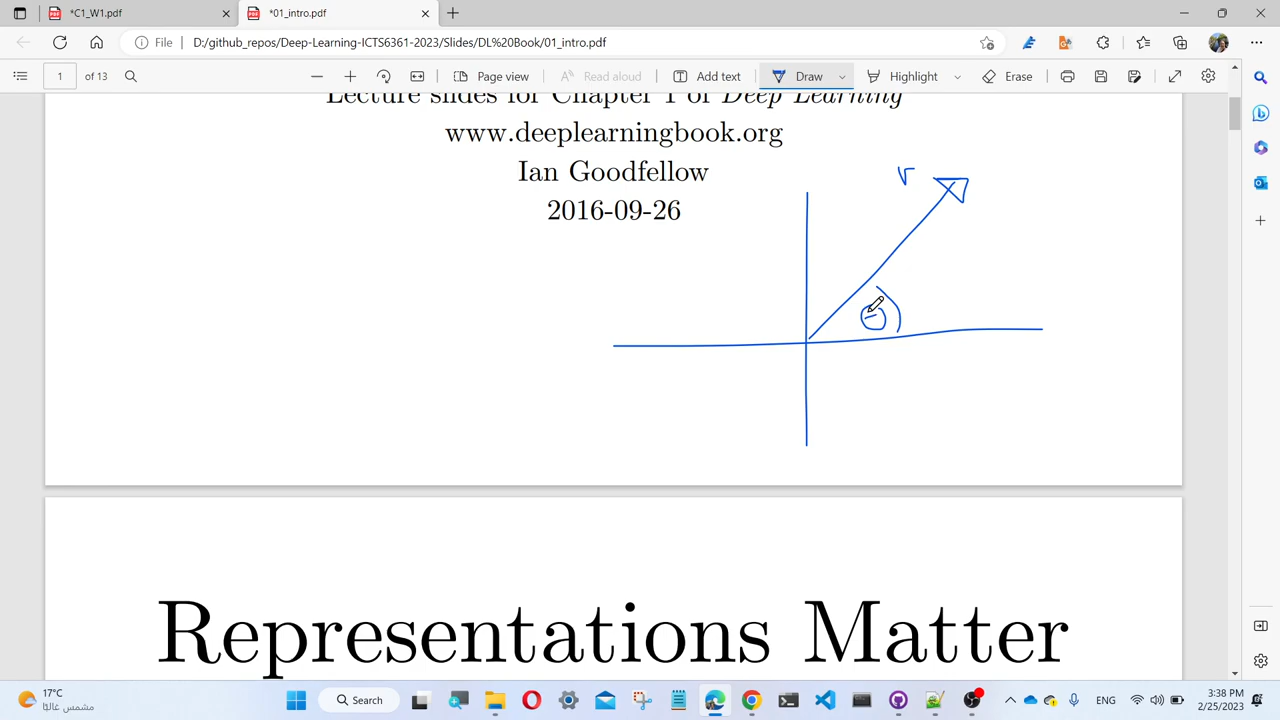 *C1_W1.pdf
*01_intro.pdf
File
D:/github_repos/Deep-Learning-ICTS6361-2023/Slides/DL%20Book/01_intro.pdf
1 of 13
Page view
Read aloud
Add text
Draw
Highlight
Erase
Lecture slides for Chapter 1 of Deep Learning
www.deeplearningbook.org
Ian Goodfellow
2016-09-26
r
Θ
Representations Matter
17°C
مشمس غالبًا
Search
ENG
3:38 PM
2/25/2023